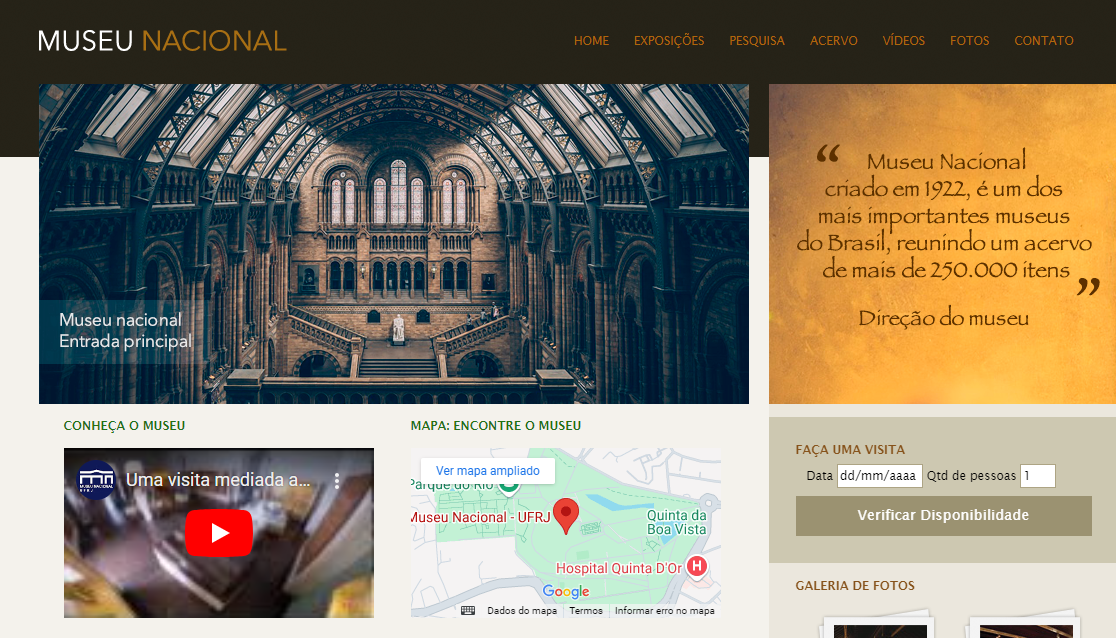 MUSEU NACIONAL
HOME EXPOSIÇÕES PESQUISA ACERVO VÍDEOS FOTOS CONTATO
“ Museu Nacional
criado em 1922, é um dos
mais importantes museus
do Brasil, reunindo um acervo
de mais de 250.000 itens ”
Direção do museu
Museu nacional
Entrada principal
CONHEÇA O MUSEU
Uma visita mediada a...
MUSEU NACIONAL
UFRJ
MAPA: ENCONTRE O MUSEU
Ver mapa ampliado
Parque do Rio
Museu Nacional - UFRJ
Quinta da
Boa Vista
Hospital Quinta D'Or
H
Google
Dados do mapa Termos Informar erro no mapa
FAÇA UMA VISITA
Data dd/mm/aaaa Qtd de pessoas 1
Verificar Disponibilidade
GALERIA DE FOTOS